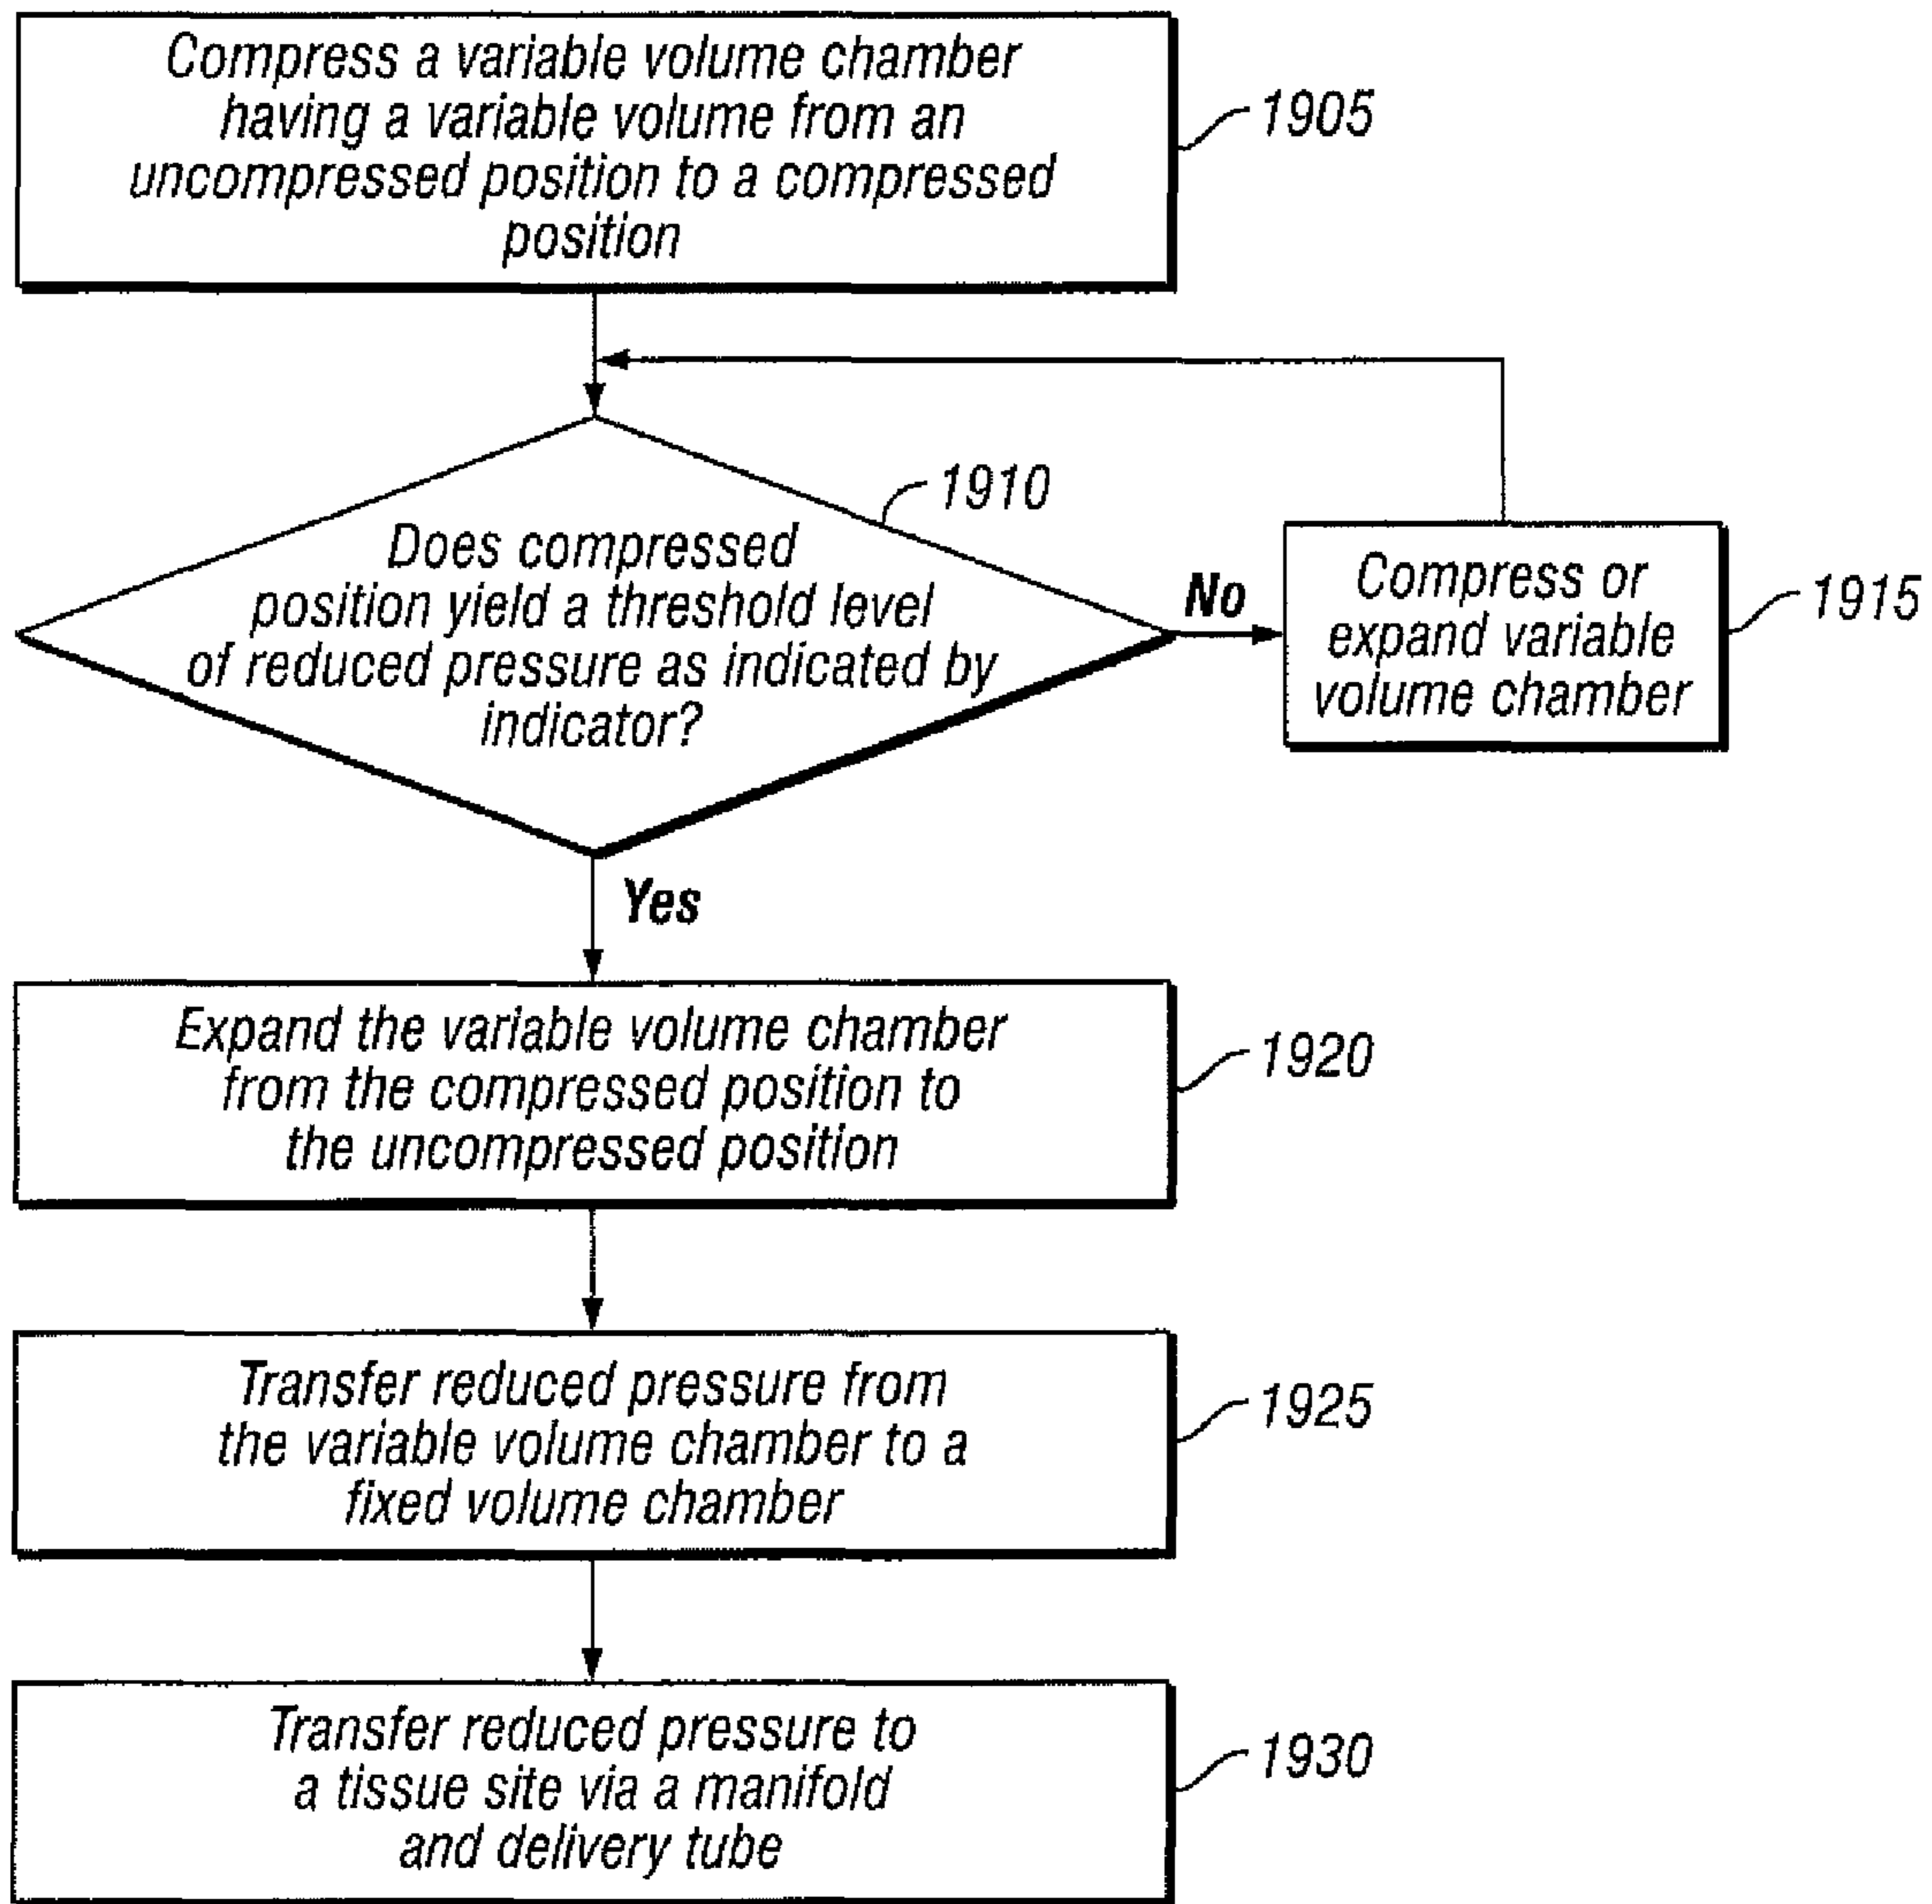 Compress a variable volume chamber
having a variable volume from an
uncompressed position to a compressed
position
1905
1910
Does compressed
position yield a threshold level
of reduced pressure as indicated by
indicator?
No
Compress or
expand variable
volume chamber
1915
Yes
Expand the variable volume chamber
from the compressed position to
the uncompressed position
1920
Transfer reduced pressure from
the variable volume chamber to a
fixed volume chamber
1925
Transfer reduced pressure to
a tissue site via a manifold
and delivery tube
1930